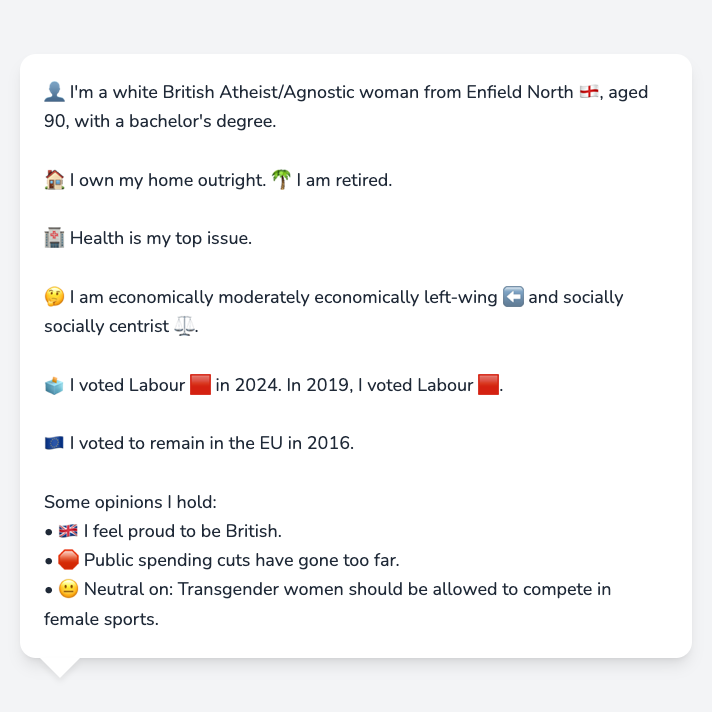 👤 I'm a white British Atheist/Agnostic woman from Enfield North 🏴󠁧󠁢󠁥󠁮󠁧󠁿, aged
90, with a bachelor's degree.
🏠 I own my home outright. 🌴 I am retired.
🏥 Health is my top issue.
🤔 I am economically moderately economically left-wing ⬅️ and socially
socially centrist ⚖️.
🗳️ I voted Labour 🟥 in 2024. In 2019, I voted Labour 🟥.
🇪🇺 I voted to remain in the EU in 2016.
Some opinions I hold:
• 🇬🇧 I feel proud to be British.
• 🛑 Public spending cuts have gone too far.
• 😐 Neutral on: Transgender women should be allowed to compete in
female sports.